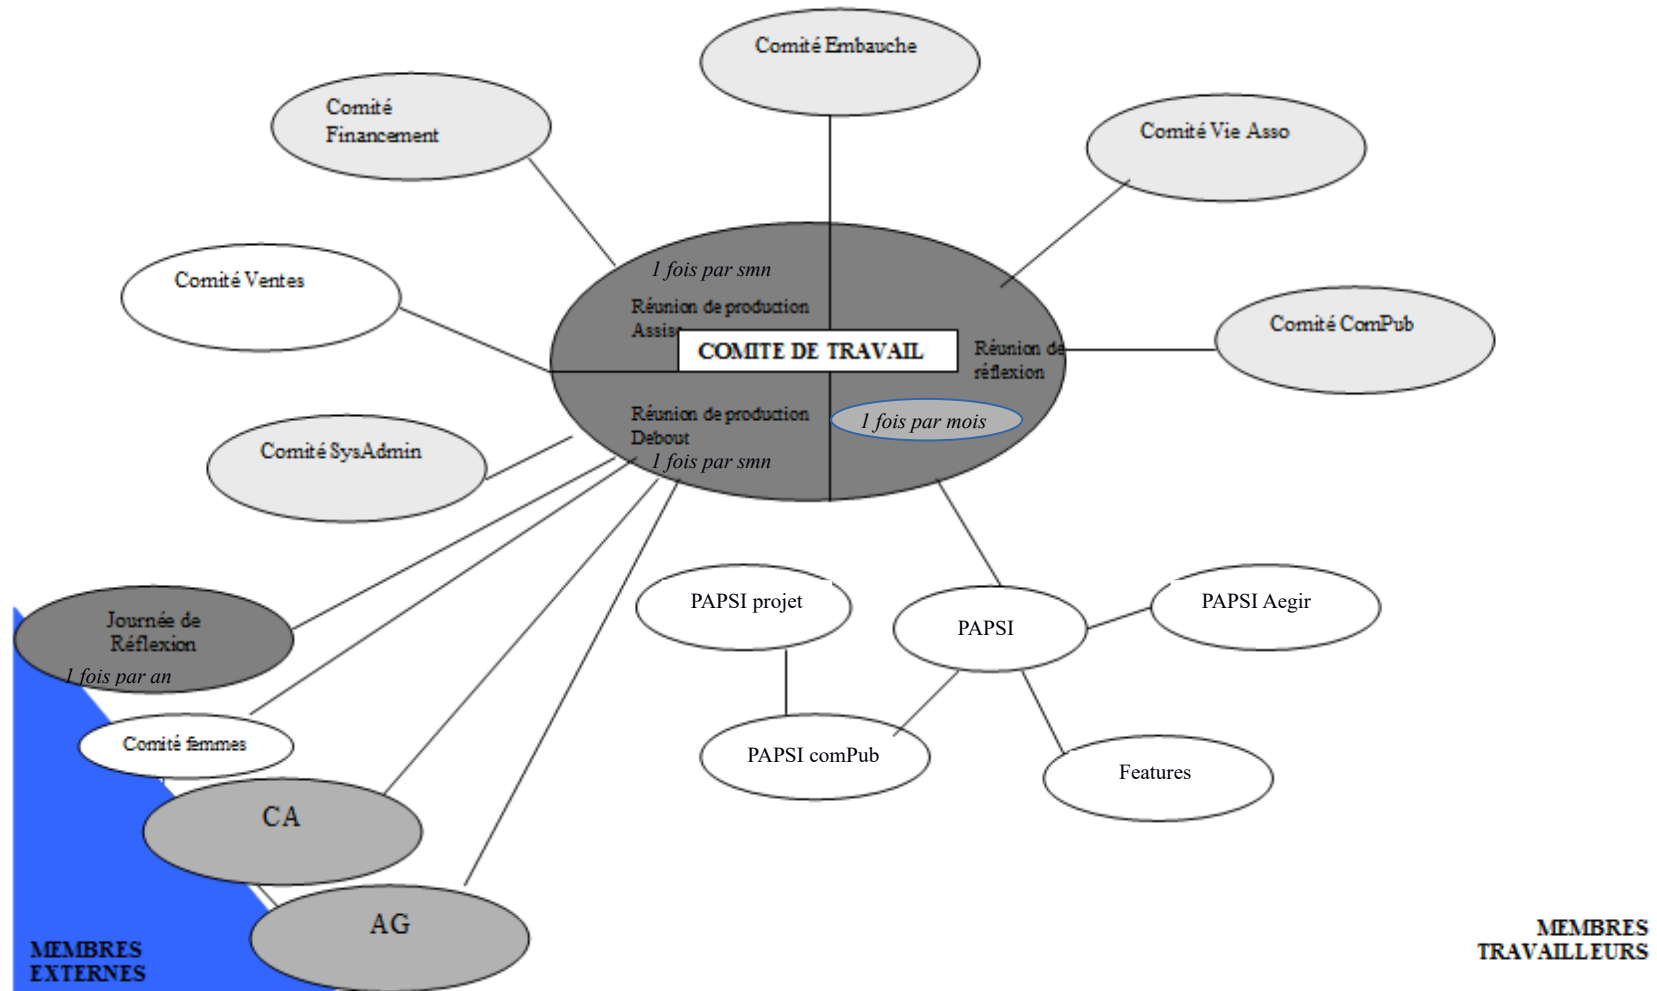 Comité Embauche
Comité
Financement
Comité Vie Asso
Comité Ventes
1 fois par smn
Réunion de production
Assise
COMITE DE TRAVAIL
Réunion de
réflexion
Comité ComPub
Réunion de production
Debout
1 fois par smn
1 fois par mois
Comité SysAdmin
Journée de
Réflexion
1 fois par an
PAPSI projet
PAPSI
PAPSI Aegir
Comité femmes
PAPSI comPub
Features
CA
AG
MEMBRES
EXTERNES
MEMBRES
TRAVAILLEURS